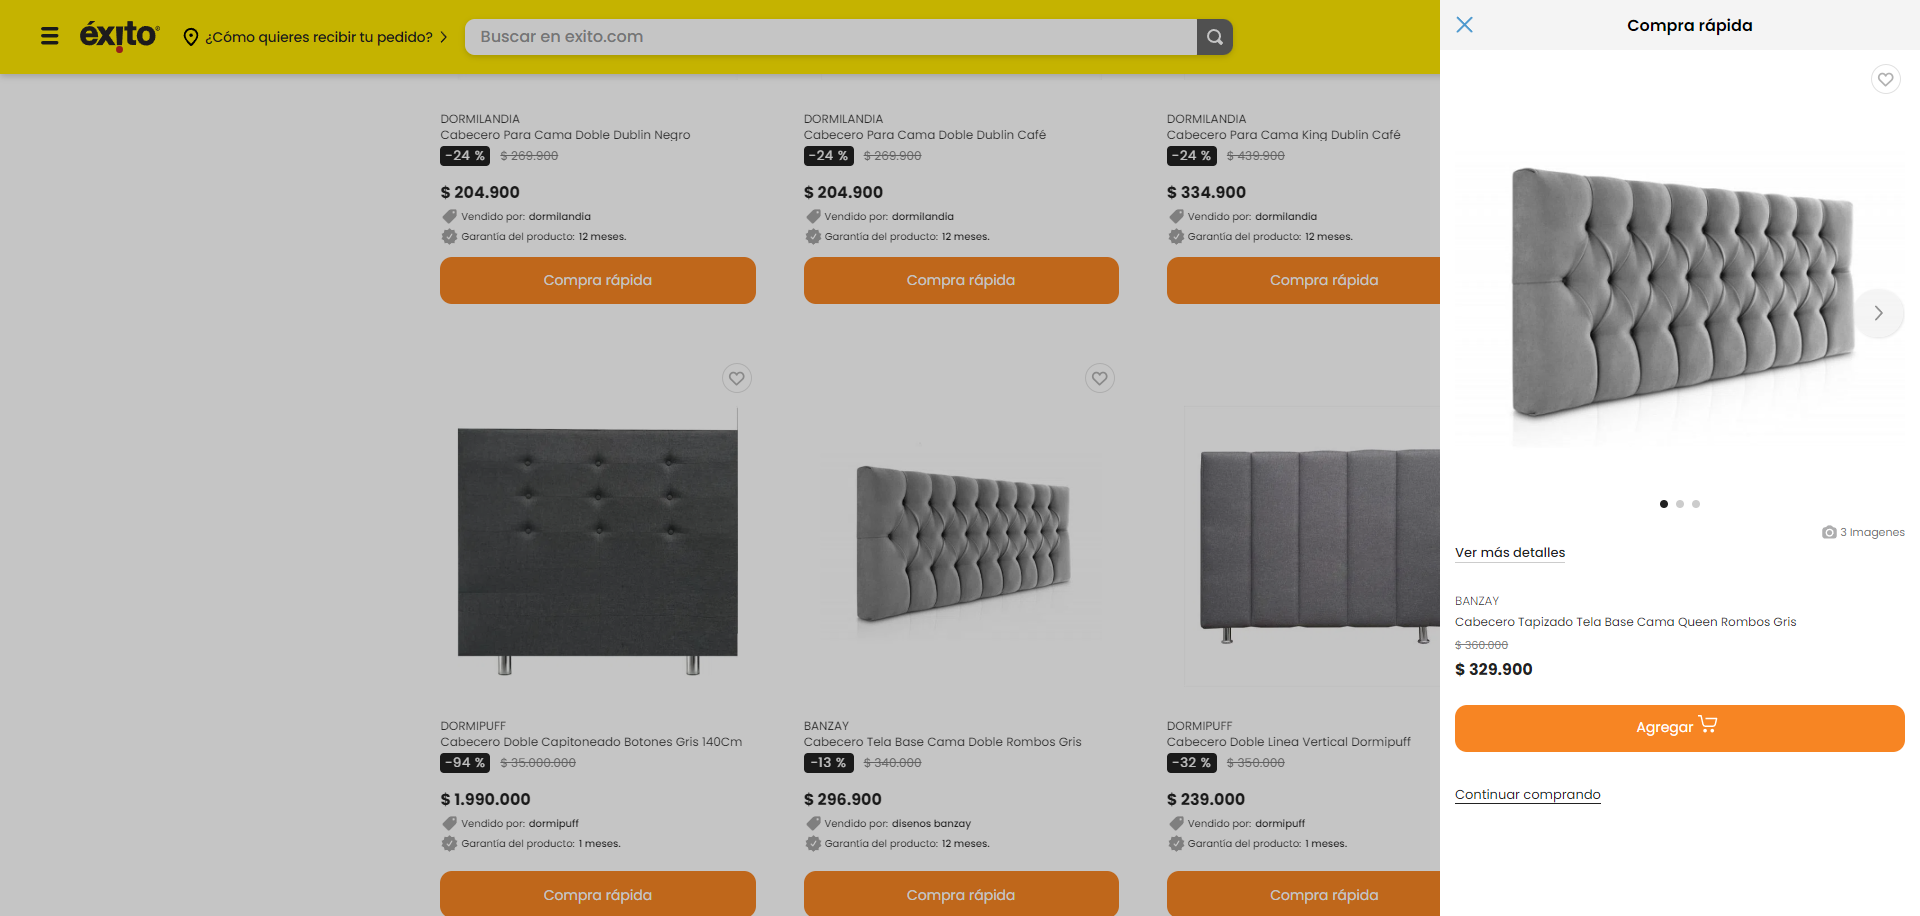 éxito
¿Cómo quieres recibir tu pedido?
Buscar en exito.com
DORMILANDIA
Cabecero Para Cama Doble Dublin Negro
-24 % $ 269.900
$ 204.900
Vendido por: dormilandia
Garantía del producto: 12 meses.
Compra rápida
DORMILANDIA
Cabecero Para Cama Doble Dublin Café
-24 % $ 269.900
$ 204.900
Vendido por: dormilandia
Garantía del producto: 12 meses.
Compra rápida
DORMILANDIA
Cabecero Para Cama King Dublin Café
-24 % $ 439.900
$ 334.900
Vendido por: dormilandia
Garantía del producto: 12 meses.
Compra rápida
DORMIPUFF
Cabecero Doble Capitoneado Botones Gris 140Cm
-94 % $ 35.000.000
$ 1.990.000
Vendido por: dormipuff
Garantía del producto: 1 meses.
Compra rápida
BANZAY
Cabecero Tela Base Cama Doble Rombos Gris
-13 % $ 340.000
$ 296.900
Vendido por: disenos banzay
Garantía del producto: 12 meses.
Compra rápida
DORMIPUFF
Cabecero Doble Linea Vertical Dormipuff
-32 % $ 350.000
$ 239.000
Vendido por: dormipuff
Garantía del producto: 1 meses.
Compra rápida
Compra rápida
3 Imagenes
Ver más detalles
BANZAY
Cabecero Tapizado Tela Base Cama Queen Rombos Gris
$ 360.000
$ 329.900
Agregar
Continuar comprando